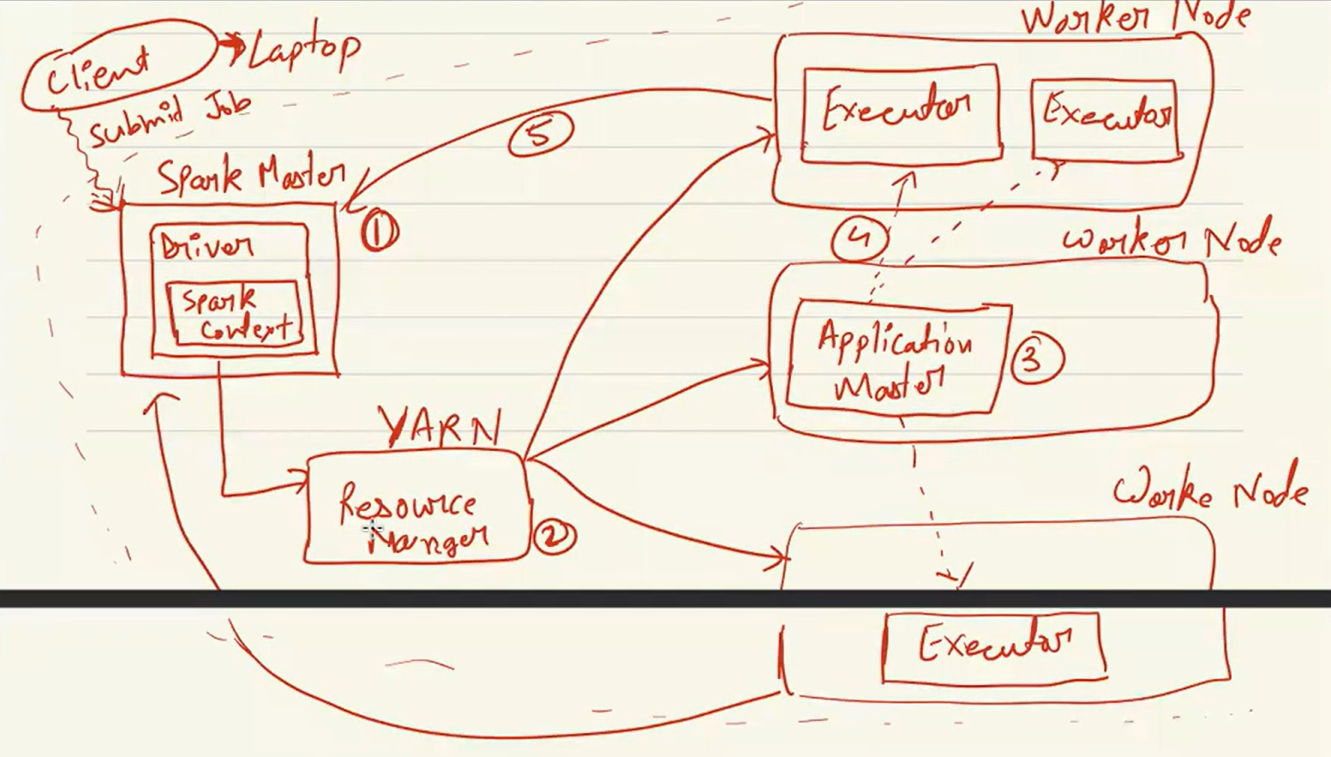 Client
Laptop
Submid Job
Spark Master
1
Driver
Spark
Context
YARN
Resource
Manger
2
Worker Node
Executor
Executor
5
4
Worker Node
Application
Master
3
Worke Node
Executor